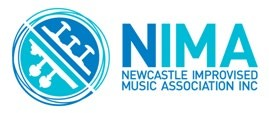 NIMA
NEWCASTLE IMPROVISED
MUSIC ASSOCIATION INC